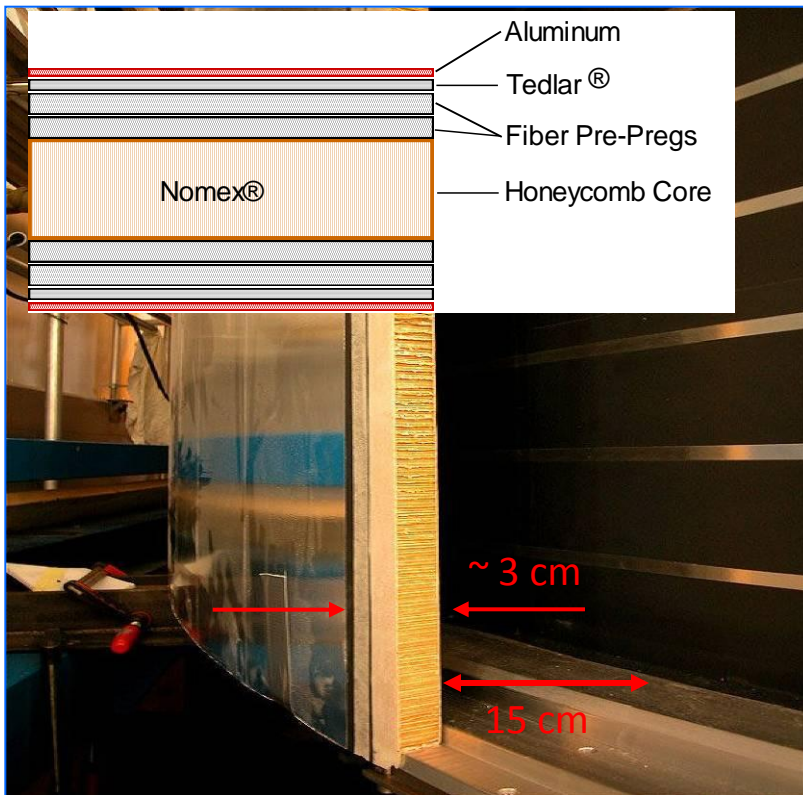 Aluminum
Tedlar ®
Fiber Pre-Pregs
Nomex®
Honeycomb Core
~ 3 cm
15 cm